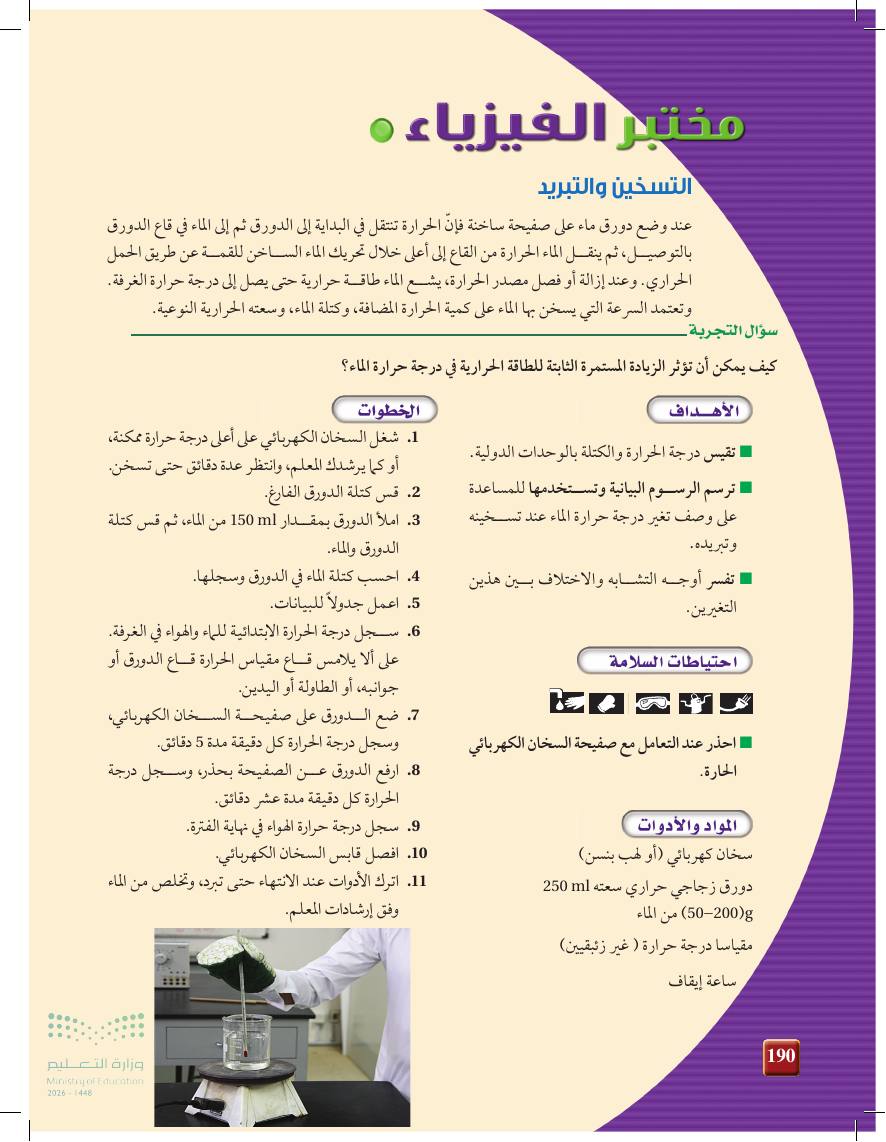 مختبر الفيزياء
التسخين والتبريد
عند وضع دورق ماء على صفيحة ساخنة فإنّ الحرارة تنتقل في البداية إلى الدورق ثم إلى الماء في قاع الدورق
بالتوصيل، ثم ينقل الماء الحرارة من القاع إلى أعلى خلال تحريك الماء الساخن للقمة عن طريق الحمل
الحراري. وعند إزالة أو فصل مصدر الحرارة، يشع الماء طاقة حرارية حتى يصل إلى درجة حرارة الغرفة.
وتعتمد السرعة التي يسخن بها الماء على كمية الحرارة المضافة، وكتلة الماء، وسعته الحرارية النوعية.
سؤال التجربة
كيف يمكن أن تؤثر الزيادة المستمرة الثابتة للطاقة الحرارية في درجة حرارة الماء؟
الأهداف
■ تقيس درجة الحرارة والكتلة بالوحدات الدولية.
■ ترسم الرسوم البيانية وتستخدمها للمساعدة
على وصف تغير درجة حرارة الماء عند تسخينه
وتبريده.
■ تفسر أوجه التشابه والاختلاف بين هذين
التغيرين.
احتياطات السلامة
■ احذر عند التعامل مع صفيحة السخان الكهربائي
الحارة.
المواد والأدوات
سخان كهربائي (أو لهب بنسن)
دورق زجاجي حراري سعته 250 ml
(50–200)g من الماء
مقياسا درجة حرارة ( غير زئبقيين)
ساعة إيقاف
الخطوات
1. شغل السخان الكهربائي على أعلى درجة حرارة ممكنة،
أو كما يرشدك المعلم، وانتظر عدة دقائق حتى تسخن.
2. قس كتلة الدورق الفارغ.
3. املأ الدورق بمقدار 150 ml من الماء، ثم قس كتلة
الدورق والماء.
4. احسب كتلة الماء في الدورق وسجلها.
5. اعمل جدولاً للبيانات.
6. سجل درجة الحرارة الابتدائية للماء والهواء في الغرفة.
على ألا يلامس قاع مقياس الحرارة قاع الدورق أو
جوانبه، أو الطاولة أو اليدين.
7. ضع الدورق على صفيحة السخان الكهربائي،
وسجل درجة الحرارة كل دقيقة مدة 5 دقائق.
8. ارفع الدورق عن الصفيحة بحذر، وسجل درجة
الحرارة كل دقيقة مدة عشر دقائق.
9. سجل درجة حرارة الهواء في نهاية الفترة.
10. افصل قابس السخان الكهربائي.
11. اترك الأدوات عند الانتهاء حتى تبرد، وتخلص من الماء
وفق إرشادات المعلم.
وزارة التعليم
Ministry of Education
2026 - 1448
190